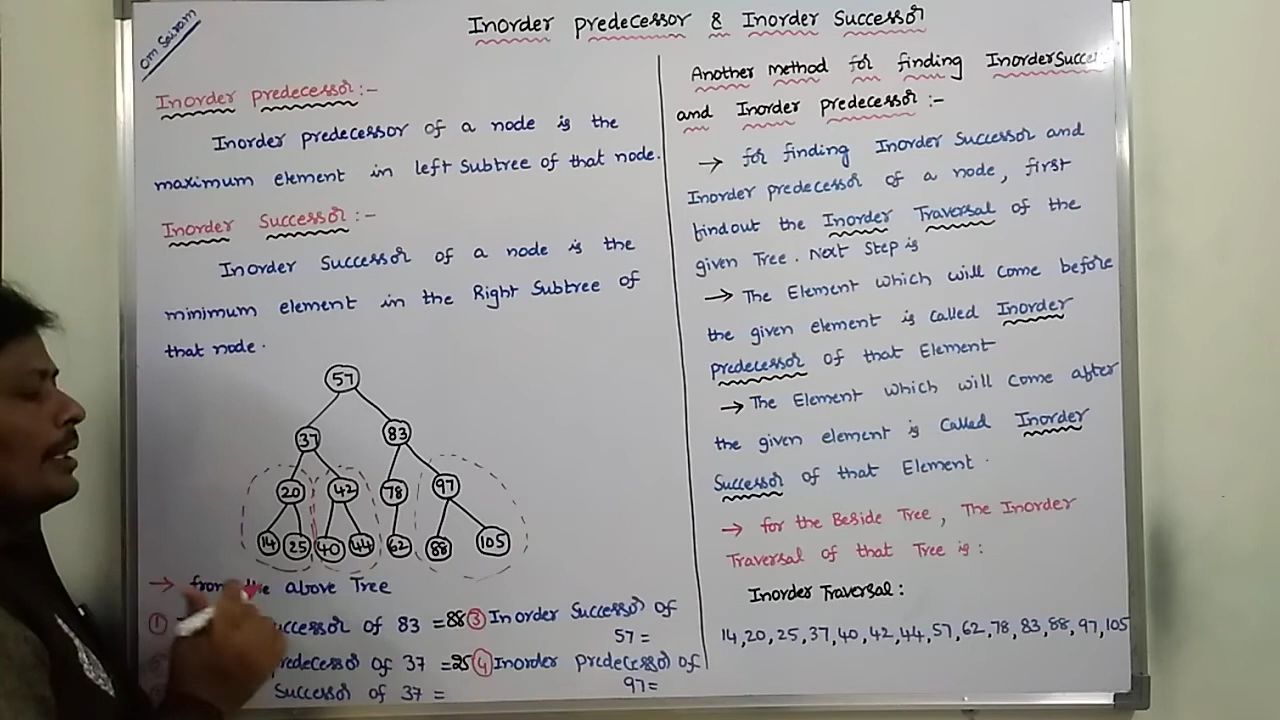 Om Sairam
Inorder predecessor & Inorder Successor
Inorder predecessor:-
Inorder predecessor of a node is the
maximum element in left Subtree of that node.
Inorder Successor:-
Inorder Successor of a node is the
minimum element in the Right Subtree of
that node.
57
37 83
20 42 78 97
14 25 40 44 62 88 105
→ from the above Tree
① ccessor of 83 = 88
predecessor of 37 = 25
Successor of 37 =
③ Inorder Successor of
57 =
④ Inorder predecessor of
97=
Another method for finding InorderSucce
and Inorder predecessor:-
→ for finding Inorder Successor and
Inorder predecessor of a node, first
findout the Inorder Traversal of the
given Tree. Next Step is
→ The Element which will come before
the given element is called Inorder
predecessor of that Element
→ The Element which will come after
the given element is called Inorder
Successor of that Element.
→ for the Beside Tree, The Inorder
Traversal of that Tree is:
Inorder Traversal:
14,20,25,37,40,42,44,57,62,78,83,88,97,105